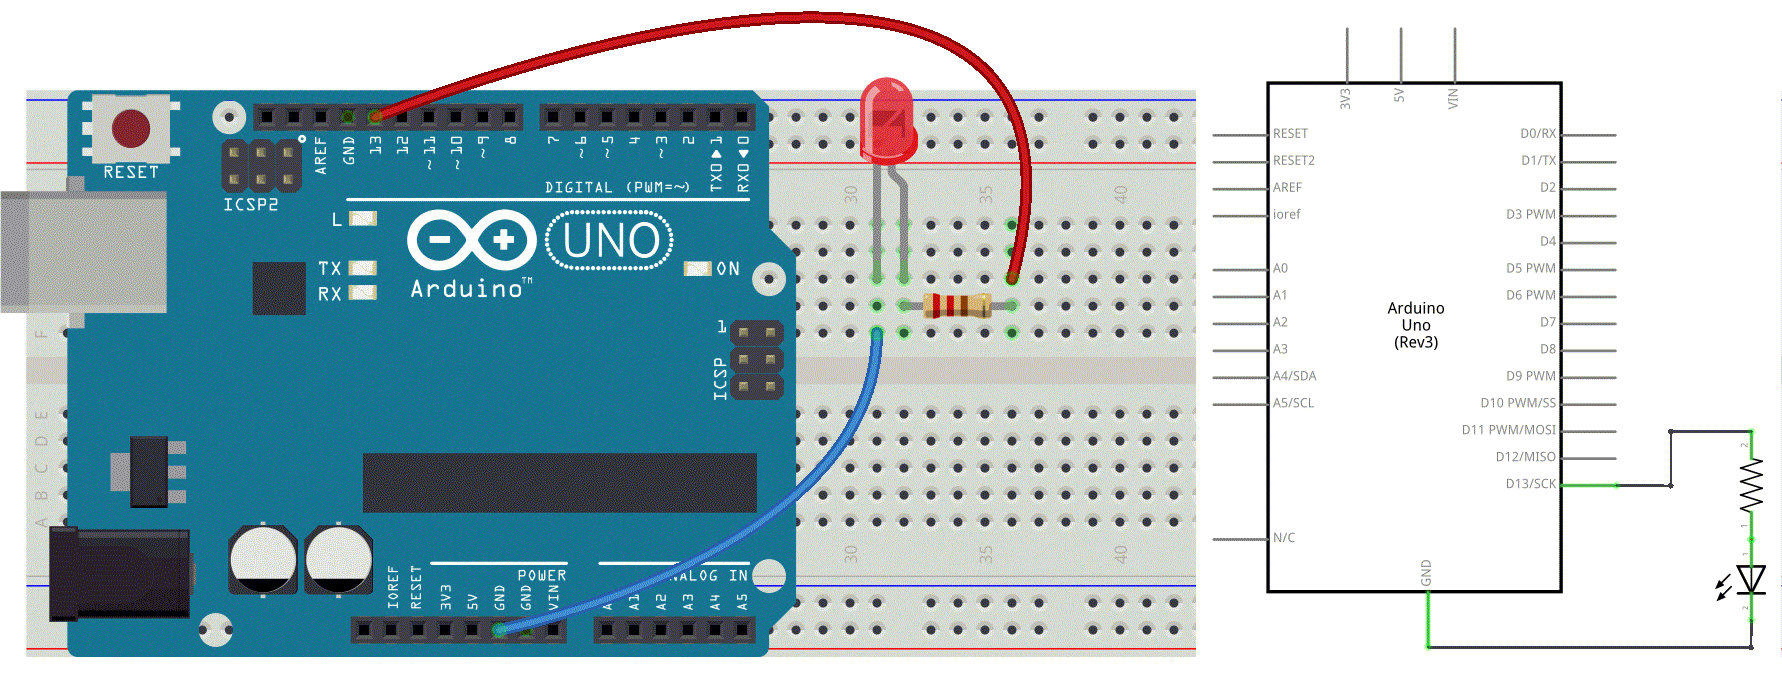 RESET
ICSP2
AREF
GND
13
12
~11
~10
~9
8
7
~6
~5
4
~3
2
TX0▶1
RX0◀0
DIGITAL (PWM=~)
L
TX
RX
UNO
Arduino™
ON
1
ICSP
30
35
40
F
E
D
C
B
A
30
35
40
POWER
NALOG IN
IOREF
RESET
3V3
5V
GND
GND
VIN
A
A1
A2
A3
A4
A5
3V3
5V
VIN
RESET
RESET2
AREF
ioref
A0
A1
A2
A3
A4/SDA
A5/SCL
N/C
D0/RX
D1/TX
D2
D3 PWM
D4
D5 PWM
D6 PWM
D7
D8
D9 PWM
D10 PWM/SS
D11 PWM/MOSI
D12/MISO
D13/SCK
Arduino
Uno
(Rev3)
GND
2
1
1
2